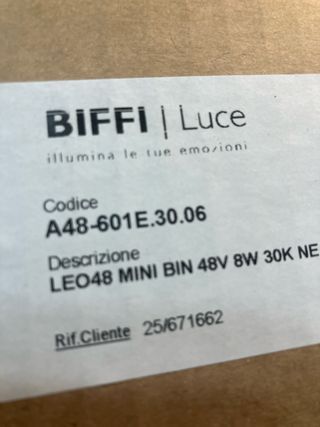 BiFFi | Luce
illumina le tue emozioni
Codice
A48-601E.30.06
Descrizione
LEO48 MINI BIN 48V 8W 30K NE
Rif.Cliente 25/671662